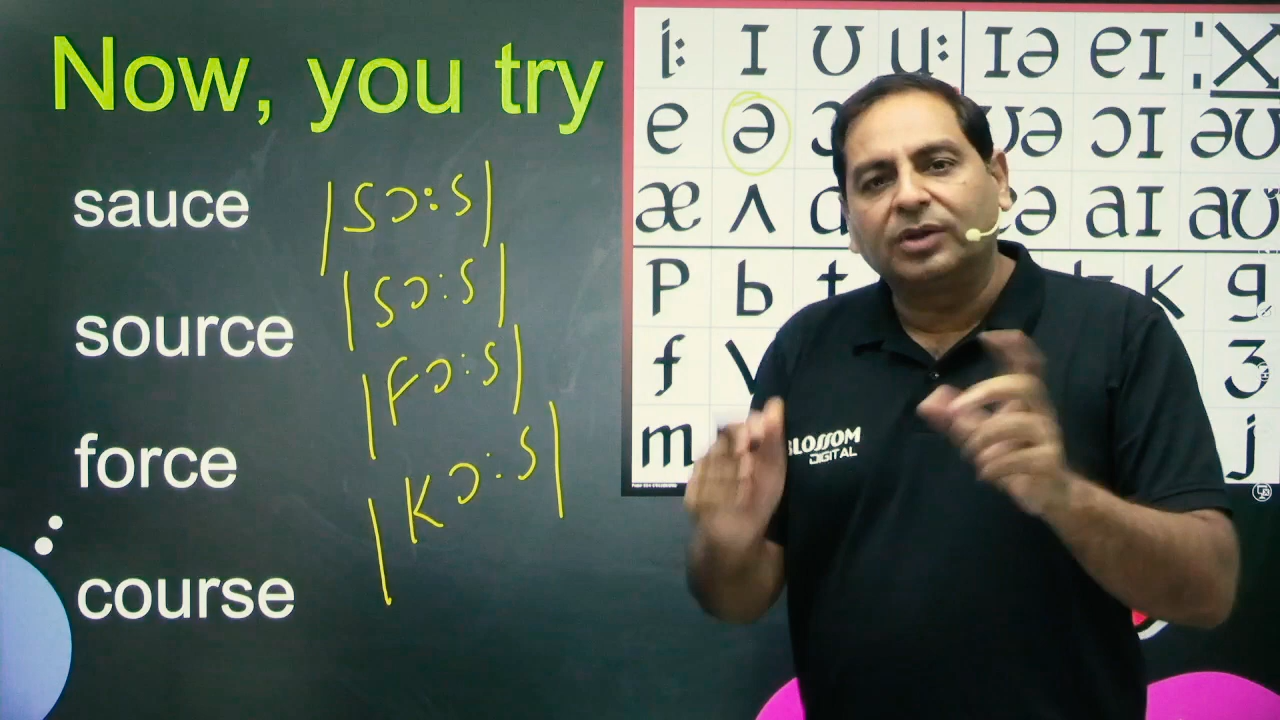 Now, you try
sauce |sɔːs|
source |sɔːs|
force |fɔːs|
course |kɔːs|
iː ɪ ʊ uː ɪə eɪ ˈX
e ə ʊə ɔɪ əʊ
æ ʌ aɪ aʊ
p b t k g
f ʒ
m j
BLOSSOM
DIGITAL